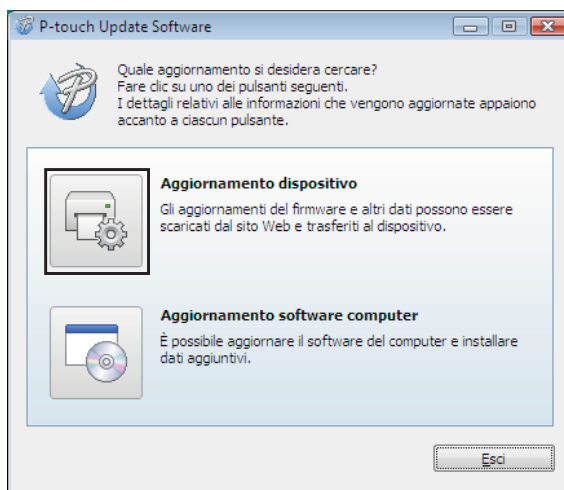 P-touch Update Software
Quale aggiornamento si desidera cercare?
Fare clic su uno dei pulsanti seguenti.
I dettagli relativi alle informazioni che vengono aggiornate appaiono
accanto a ciascun pulsante.
Aggiornamento dispositivo
Gli aggiornamenti del firmware e altri dati possono essere
scaricati dal sito Web e trasferiti al dispositivo.
Aggiornamento software computer
È possibile aggiornare il software del computer e installare
dati aggiuntivi.
Esci